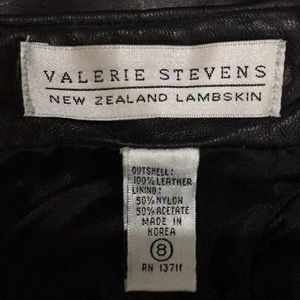 VALERIE STEVENS
NEW ZEALAND LAMBSKIN
OUTSHELL:
100% LEATHER
LINING:
50% NYLON
50% ACETATE
MADE IN
KOREA
8
RN 13711